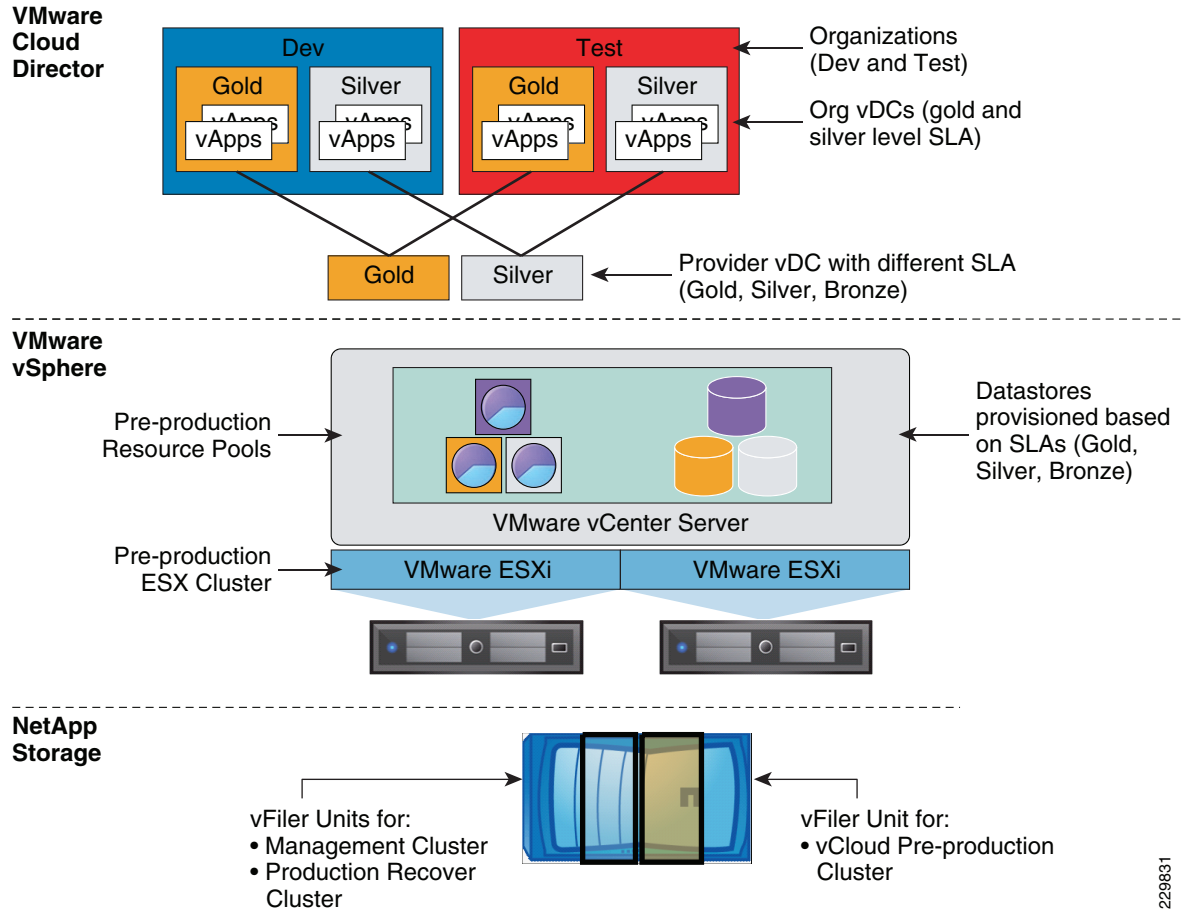 VMware
Cloud
Director
Dev
Test
Gold
Silver
Gold
Silver
vApps
vApps
vApps
vApps
vApps
vApps
vApps
vApps
Organizations
(Dev and Test)
Org vDCs (gold and
silver level SLA)
Gold
Silver
Provider vDC with different SLA
(Gold, Silver, Bronze)
VMware
vSphere
Pre-production
Resource Pools
Datastores
provisioned based
on SLAs (Gold,
Silver, Bronze)
VMware vCenter Server
Pre-production
ESX Cluster
VMware ESXi
VMware ESXi
NetApp
Storage
vFiler Units for:
• Management Cluster
• Production Recover
Cluster
vFiler Unit for:
• vCloud Pre-production
Cluster
229831